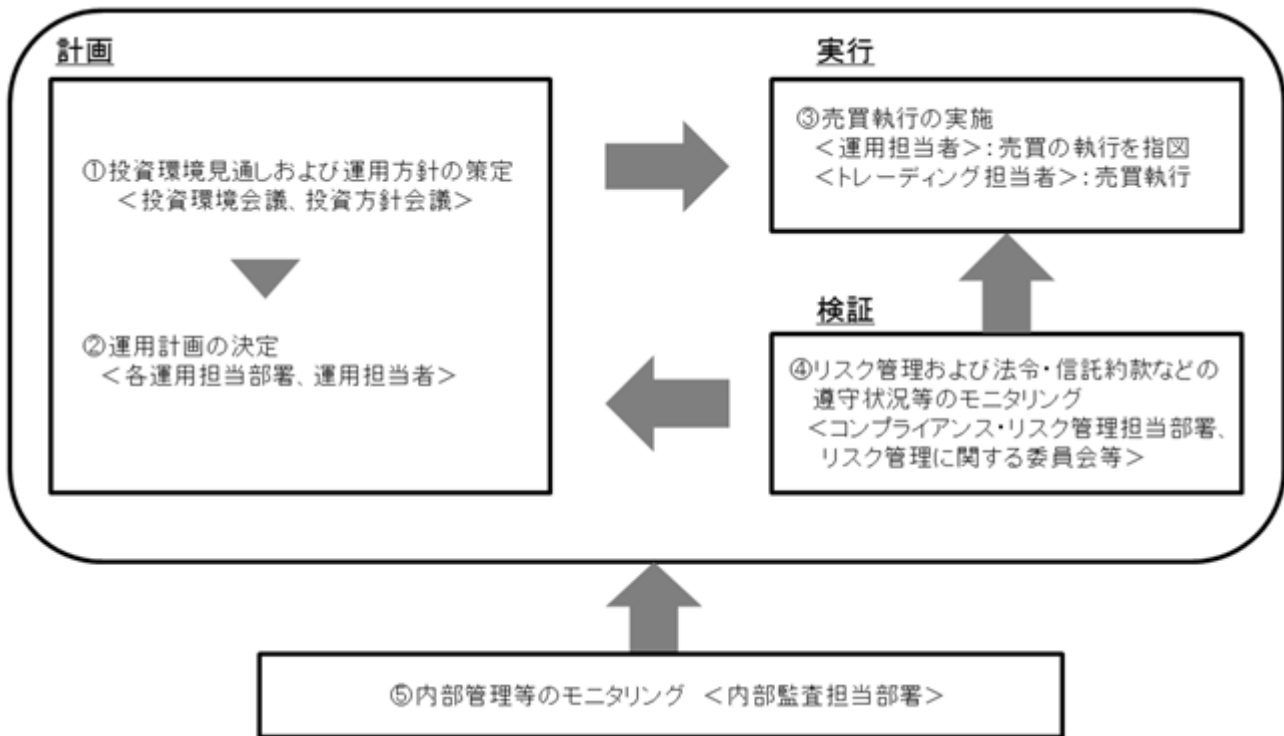 計画
①投資環境見通しおよび運用方針の策定
＜投資環境会議、投資方針会議＞
②運用計画の決定
＜各運用担当部署、運用担当者＞
実行
③売買執行の実施
＜運用担当者＞：売買の執行を指図
＜トレーディング担当者＞：売買執行
検証
④リスク管理および法令・信託約款などの
遵守状況等のモニタリング
＜コンプライアンス・リスク管理担当部署、
リスク管理に関する委員会等＞
⑤内部管理等のモニタリング ＜内部監査担当部署＞